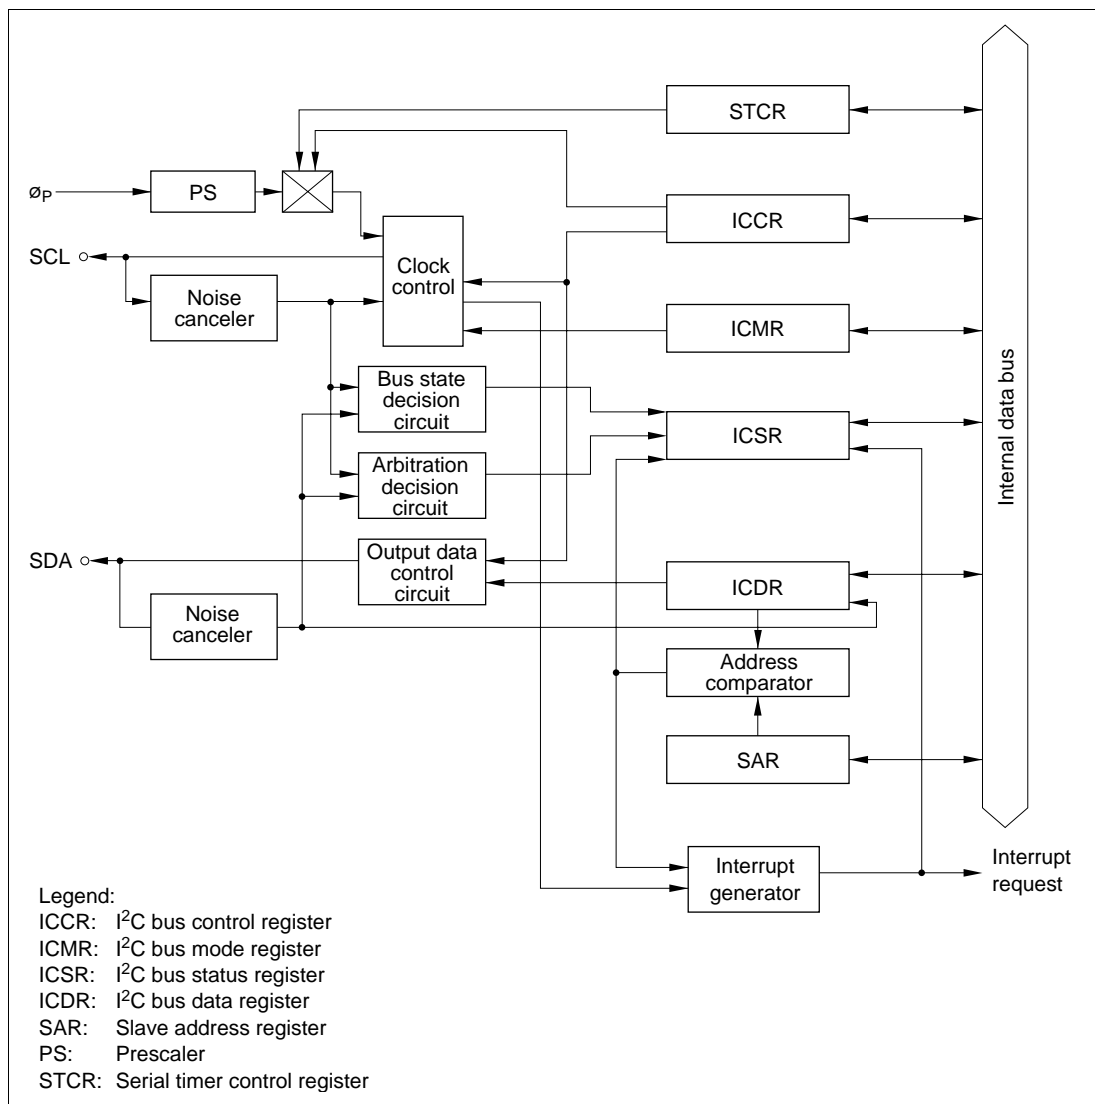 STCR
øP
PS
ICCR
SCL
Clock
control
Noise
canceler
ICMR
Bus state
decision
circuit
ICSR
Internal data bus
Arbitration
decision
circuit
SDA
Output data
control
circuit
ICDR
Noise
canceler
Address
comparator
SAR
Interrupt
generator
Interrupt
request
Legend:
ICCR: I²C bus control register
ICMR: I²C bus mode register
ICSR: I²C bus status register
ICDR: I²C bus data register
SAR: Slave address register
PS: Prescaler
STCR: Serial timer control register